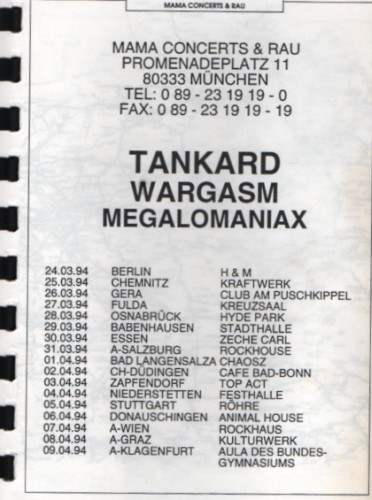 MAMA CONCERTS & RAU
MAMA CONCERTS & RAU
PROMENADEPLATZ 11
80333 MÜNCHEN
TEL: 0 89 - 23 19 19 - 0
FAX: 0 89 - 23 19 19 - 19
TANKARD
WARGASM
MEGALOMANIAX
24.03.94 BERLIN H & M
25.03.94 CHEMNITZ KRAFTWERK
26.03.94 GERA CLUB AM PUSCHKIPPEL
27.03.94 FULDA KREUZSAAL
28.03.94 OSNABRÜCK HYDE PARK
29.03.94 BABENHAUSEN STADTHALLE
30.03.94 ESSEN ZECHE CARL
31.03.94 A-SALZBURG ROCKHOUSE
01.04.94 BAD LANGENSALZA CHAOSZ
02.04.94 CH-DÜDINGEN CAFE BAD-BONN
03.04.94 ZAPFENDORF TOP ACT
04.04.94 NIEDERSTETTEN FESTHALLE
05.04.94 STUTTGART RÖHRE
06.04.94 DONAUSCHINGEN ANIMAL HOUSE
07.04.94 A-WIEN ROCKHAUS
08.04.94 A-GRAZ KULTURWERK
09.04.94 A-KLAGENFURT AULA DES BUNDES-
GYMNASIUMS